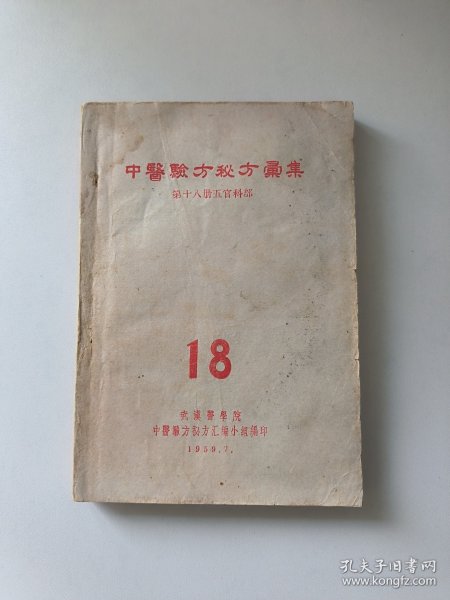 中醫驗方秘方彙集
第十八册五官科部
18
武漢醫學院
中醫驗方秘方汇编小組編印
1959.7.
孔夫子旧书网
www.kongfz.com